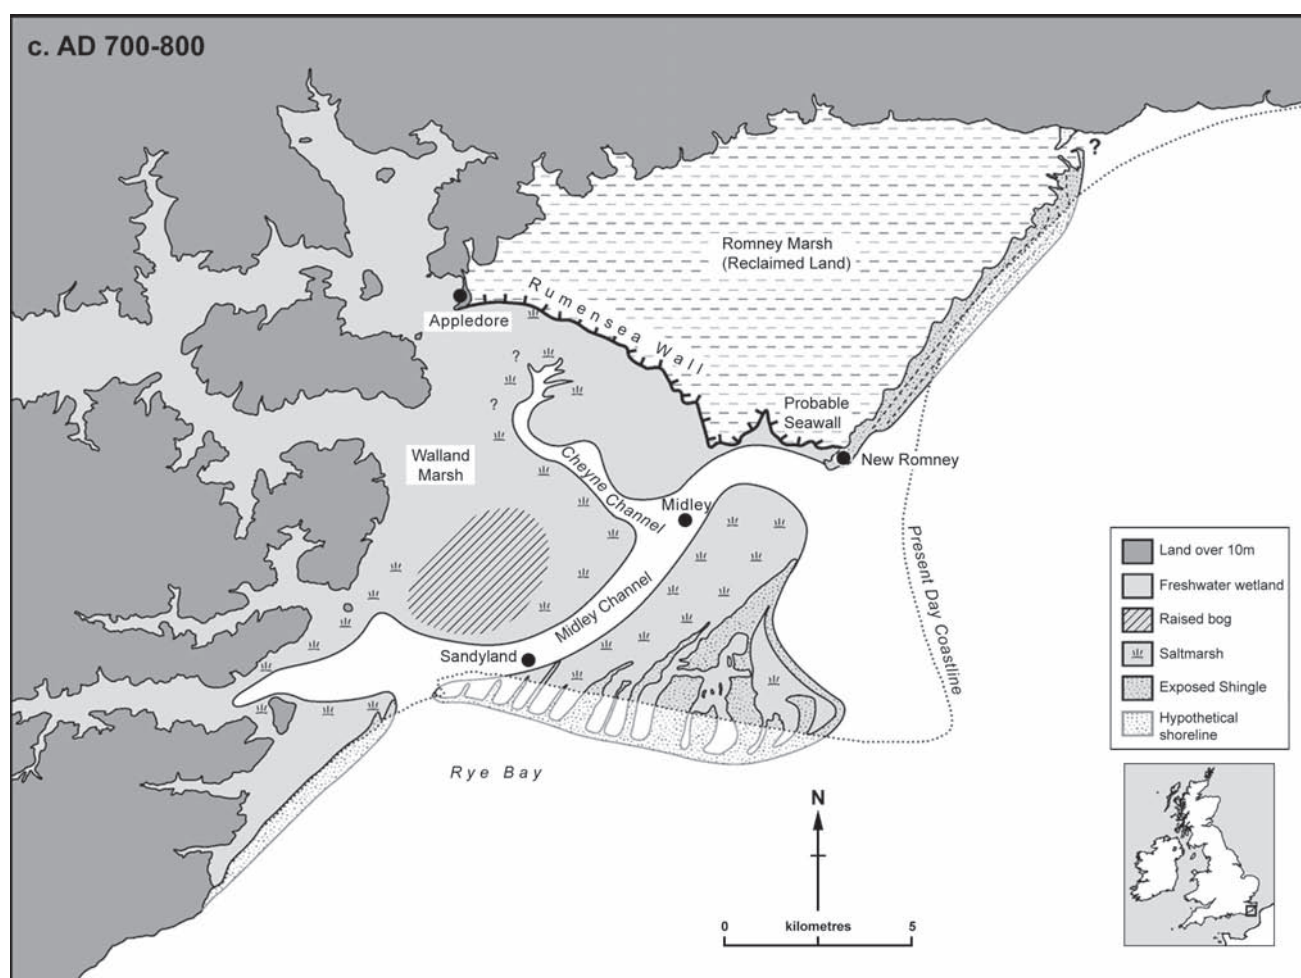 c. AD 700-800
?
Romney Marsh
(Reclaimed Land)
Rumensea Wall
Appledore
?
?
Probable
Seawall
Walland
Marsh
New Romney
Cheyne Channel
Midley
Present Day Coastline
Midley Channel
Sandyland
Rye Bay
Land over 10m
Freshwater wetland
Raised bog
Saltmarsh
Exposed Shingle
Hypothetical
shoreline
N
0 kilometres 5